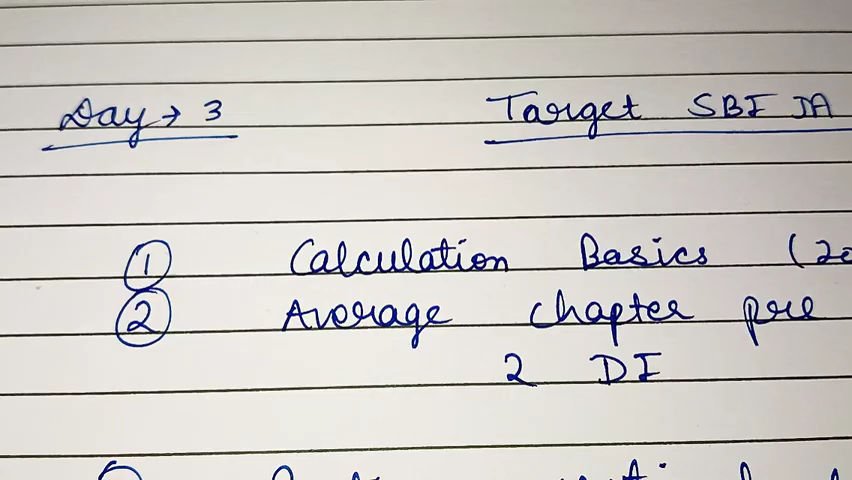 Day → 3
Target SBI JA
① Calculation Basics
② Average chapter pre
2 DI